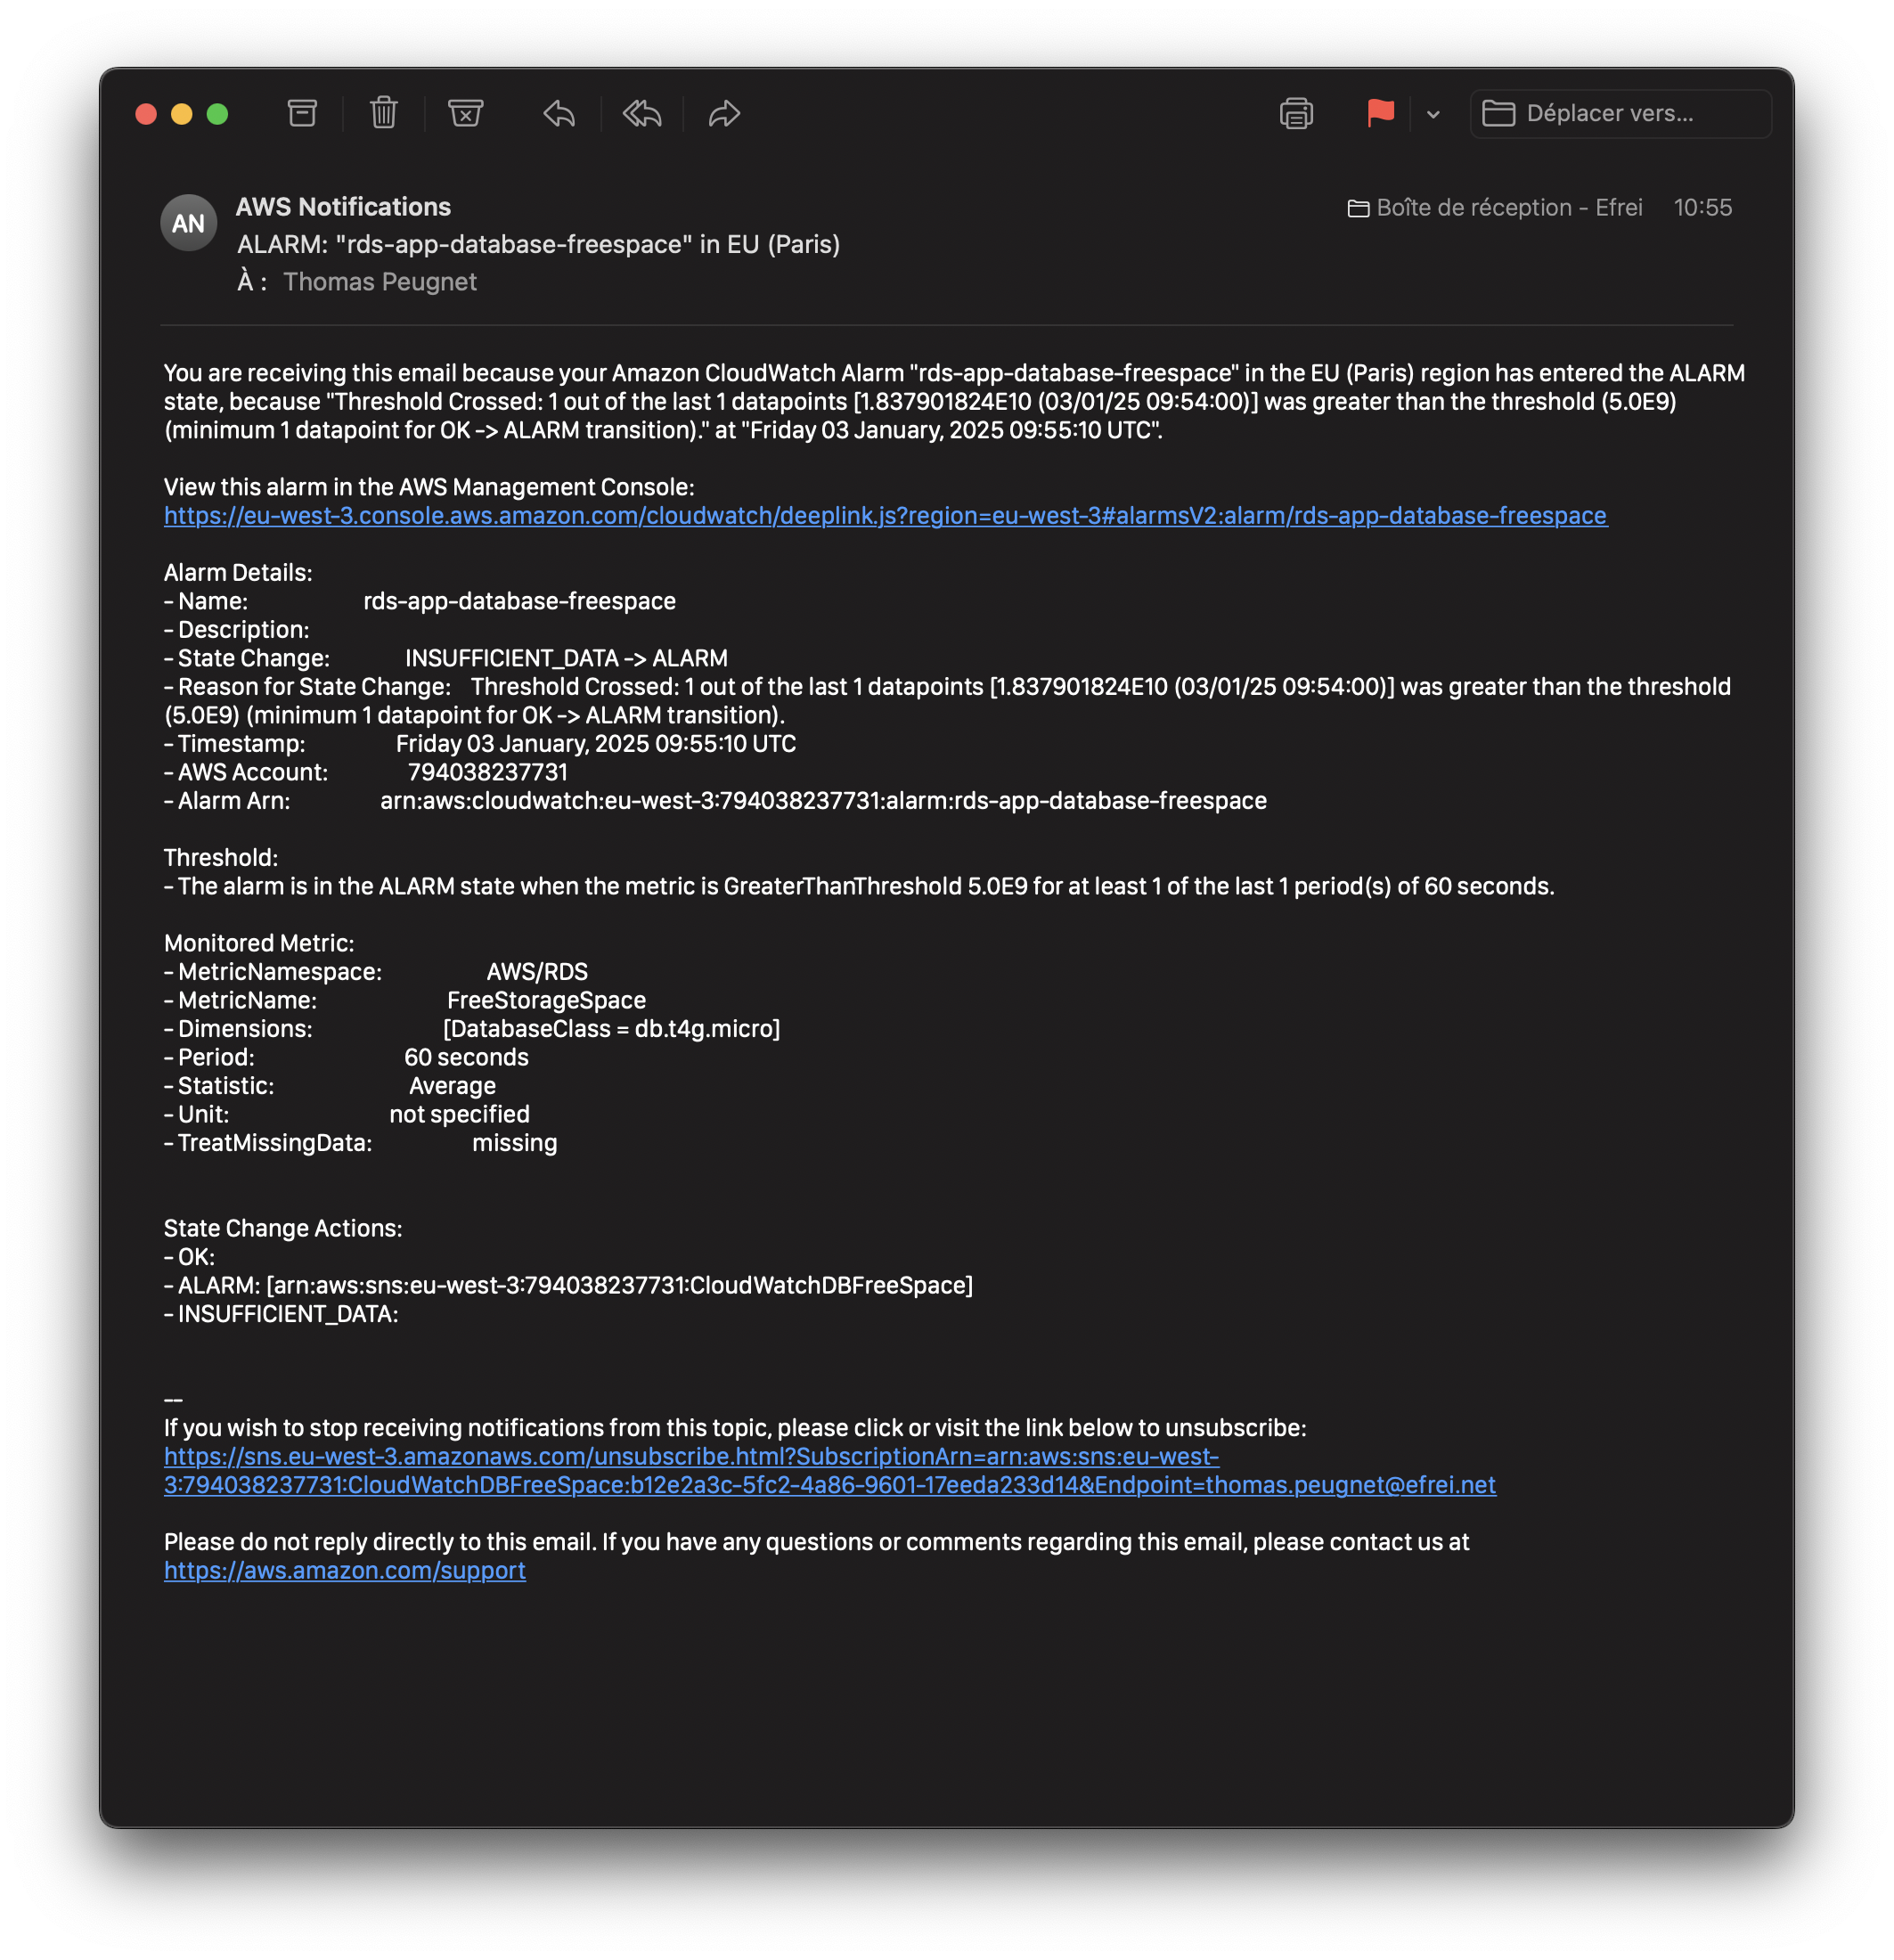 Déplacer vers...
AN
AWS Notifications
Boîte de réception - Efrei 10:55
ALARM: "rds-app-database-freespace" in EU (Paris)
À : Thomas Peugnet
You are receiving this email because your Amazon CloudWatch Alarm "rds-app-database-freespace" in the EU (Paris) region has entered the ALARM
state, because "Threshold Crossed: 1 out of the last 1 datapoints [1.837901824E10 (03/01/25 09:54:00)] was greater than the threshold (5.0E9)
(minimum 1 datapoint for OK -> ALARM transition)." at "Friday 03 January, 2025 09:55:10 UTC".
View this alarm in the AWS Management Console:
https://eu-west-3.console.aws.amazon.com/cloudwatch/deeplink.js?region=eu-west-3#alarmsV2:alarm/rds-app-database-freespace
Alarm Details:
- Name: rds-app-database-freespace
- Description:
- State Change: INSUFFICIENT_DATA -> ALARM
- Reason for State Change: Threshold Crossed: 1 out of the last 1 datapoints [1.837901824E10 (03/01/25 09:54:00)] was greater than the threshold
(5.0E9) (minimum 1 datapoint for OK -> ALARM transition).
- Timestamp: Friday 03 January, 2025 09:55:10 UTC
- AWS Account: 794038237731
- Alarm Arn: arn:aws:cloudwatch:eu-west-3:794038237731:alarm:rds-app-database-freespace
Threshold:
- The alarm is in the ALARM state when the metric is GreaterThanThreshold 5.0E9 for at least 1 of the last 1 period(s) of 60 seconds.
Monitored Metric:
- MetricNamespace: AWS/RDS
- MetricName: FreeStorageSpace
- Dimensions: [DatabaseClass = db.t4g.micro]
- Period: 60 seconds
- Statistic: Average
- Unit: not specified
- TreatMissingData: missing
State Change Actions:
- OK:
- ALARM: [arn:aws:sns:eu-west-3:794038237731:CloudWatchDBFreeSpace]
- INSUFFICIENT_DATA:
--
If you wish to stop receiving notifications from this topic, please click or visit the link below to unsubscribe:
https://sns.eu-west-3.amazonaws.com/unsubscribe.html?SubscriptionArn=arn:aws:sns:eu-west-
3:794038237731:CloudWatchDBFreeSpace:b12e2a3c-5fc2-4a86-9601-17eeda233d14&Endpoint=thomas.peugnet@efrei.net
Please do not reply directly to this email. If you have any questions or comments regarding this email, please contact us at
https://aws.amazon.com/support